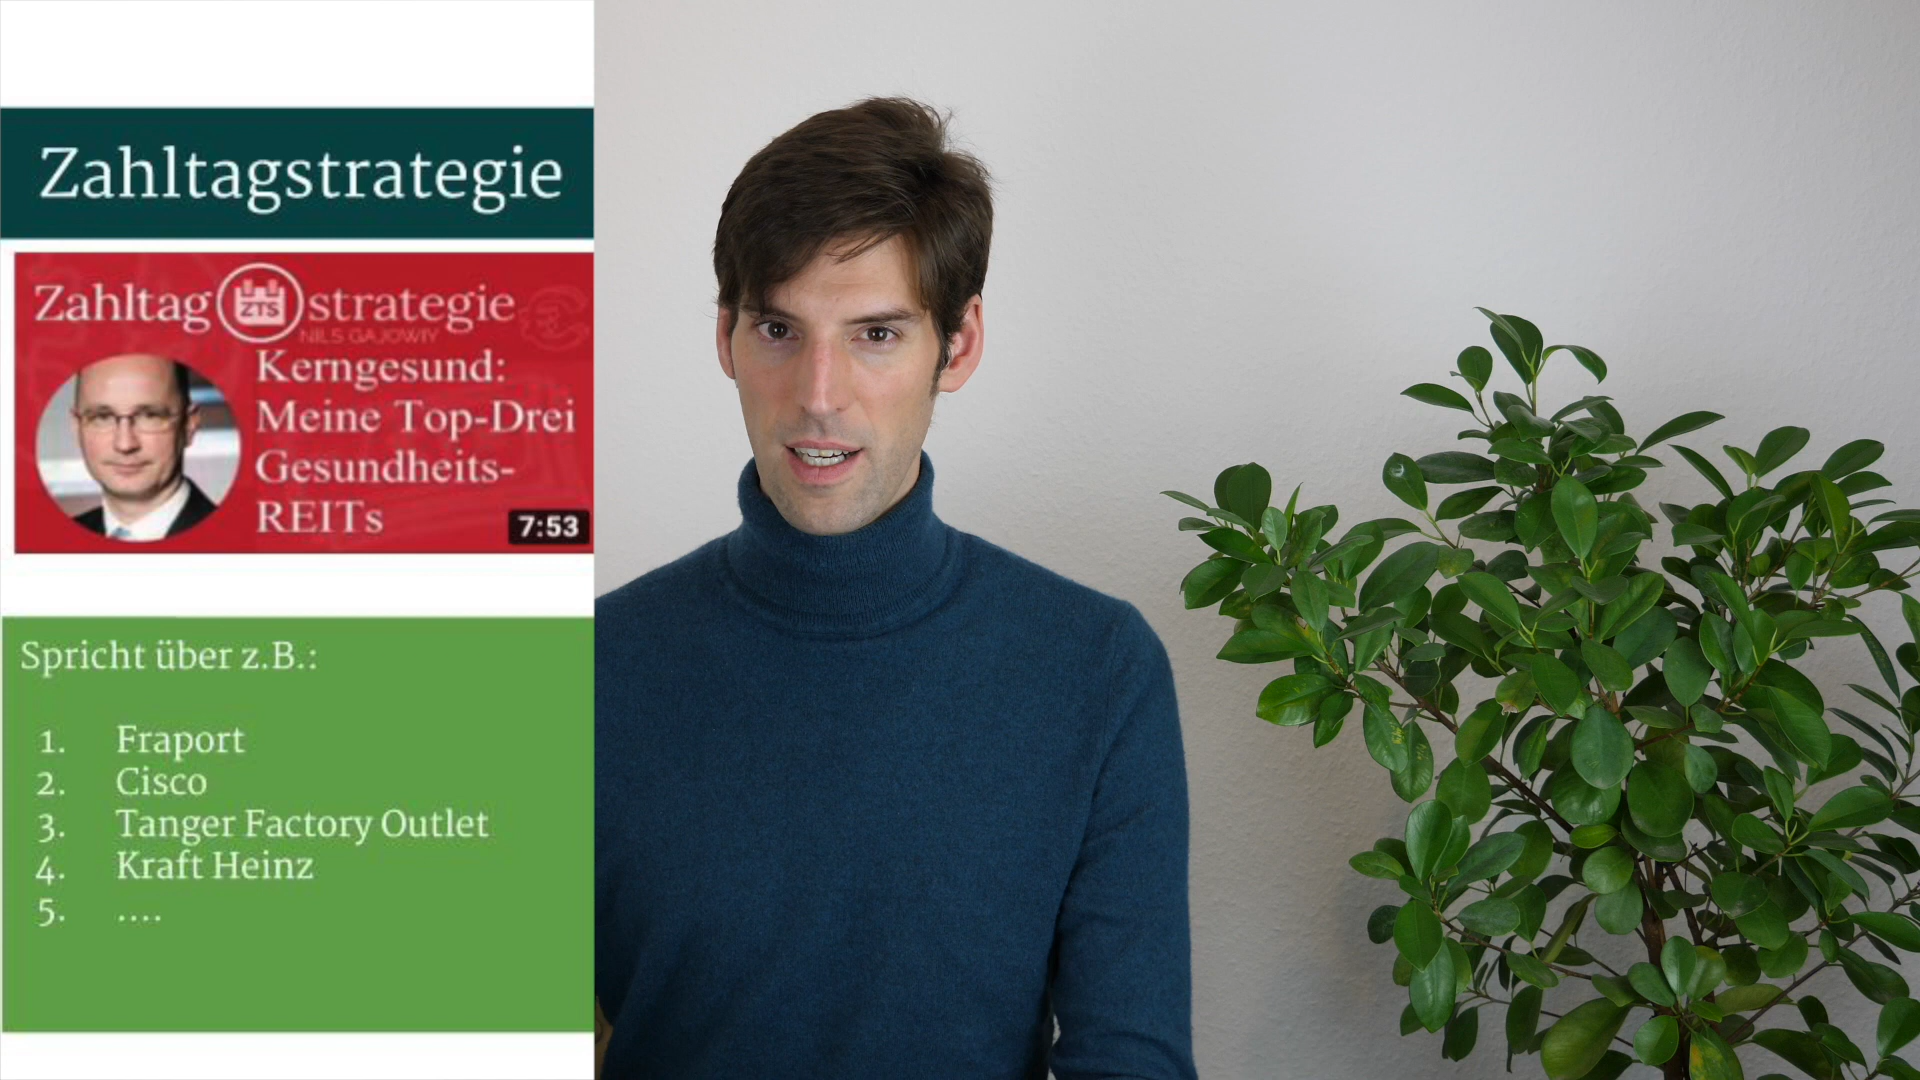 Zahltagstrategie
Zahltag ZTS strategie
NILS GAJOWIY
Kerngesund:
Meine Top-Drei
Gesundheits-
REITs
7:53
Spricht über z.B.:
1. Fraport
2. Cisco
3. Tanger Factory Outlet
4. Kraft Heinz
5. ....